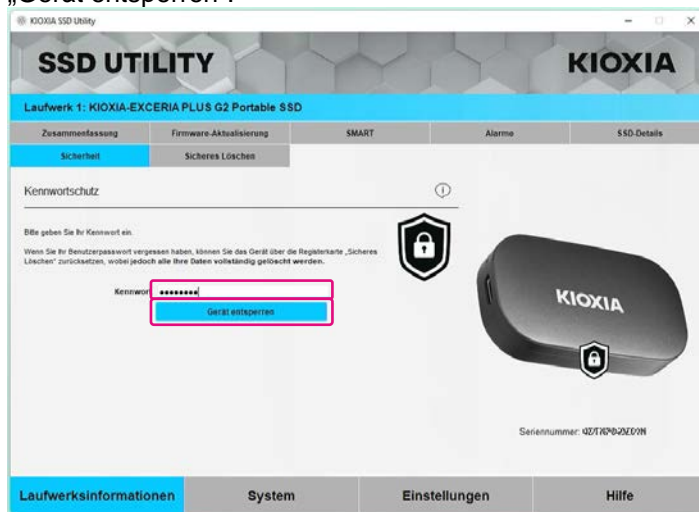 „Gerät entsperren“.
KIOXIA SSD Utility
SSD UTILITY
KIOXIA
Laufwerk 1: KIOXIA-EXCERIA PLUS G2 Portable SSD
Zusammenfassung
Firmware-Aktualisierung
SMART
Alarme
SSD-Details
Sicherheit
Sicheres Löschen
Kennwortschutz
Bitte geben Sie Ihr Kennwort ein.
Wenn Sie Ihr Benutzerpasswort vergessen haben, können Sie das Gerät über die Registerkarte „Sicheres
Löschen“ zurücksetzen, wobei jedoch alle Ihre Daten vollständig gelöscht werden.
Kennwor
Gerät entsperren
KIOXIA
Seriennummer:
Laufwerksinformationen
System
Einstellungen
Hilfe